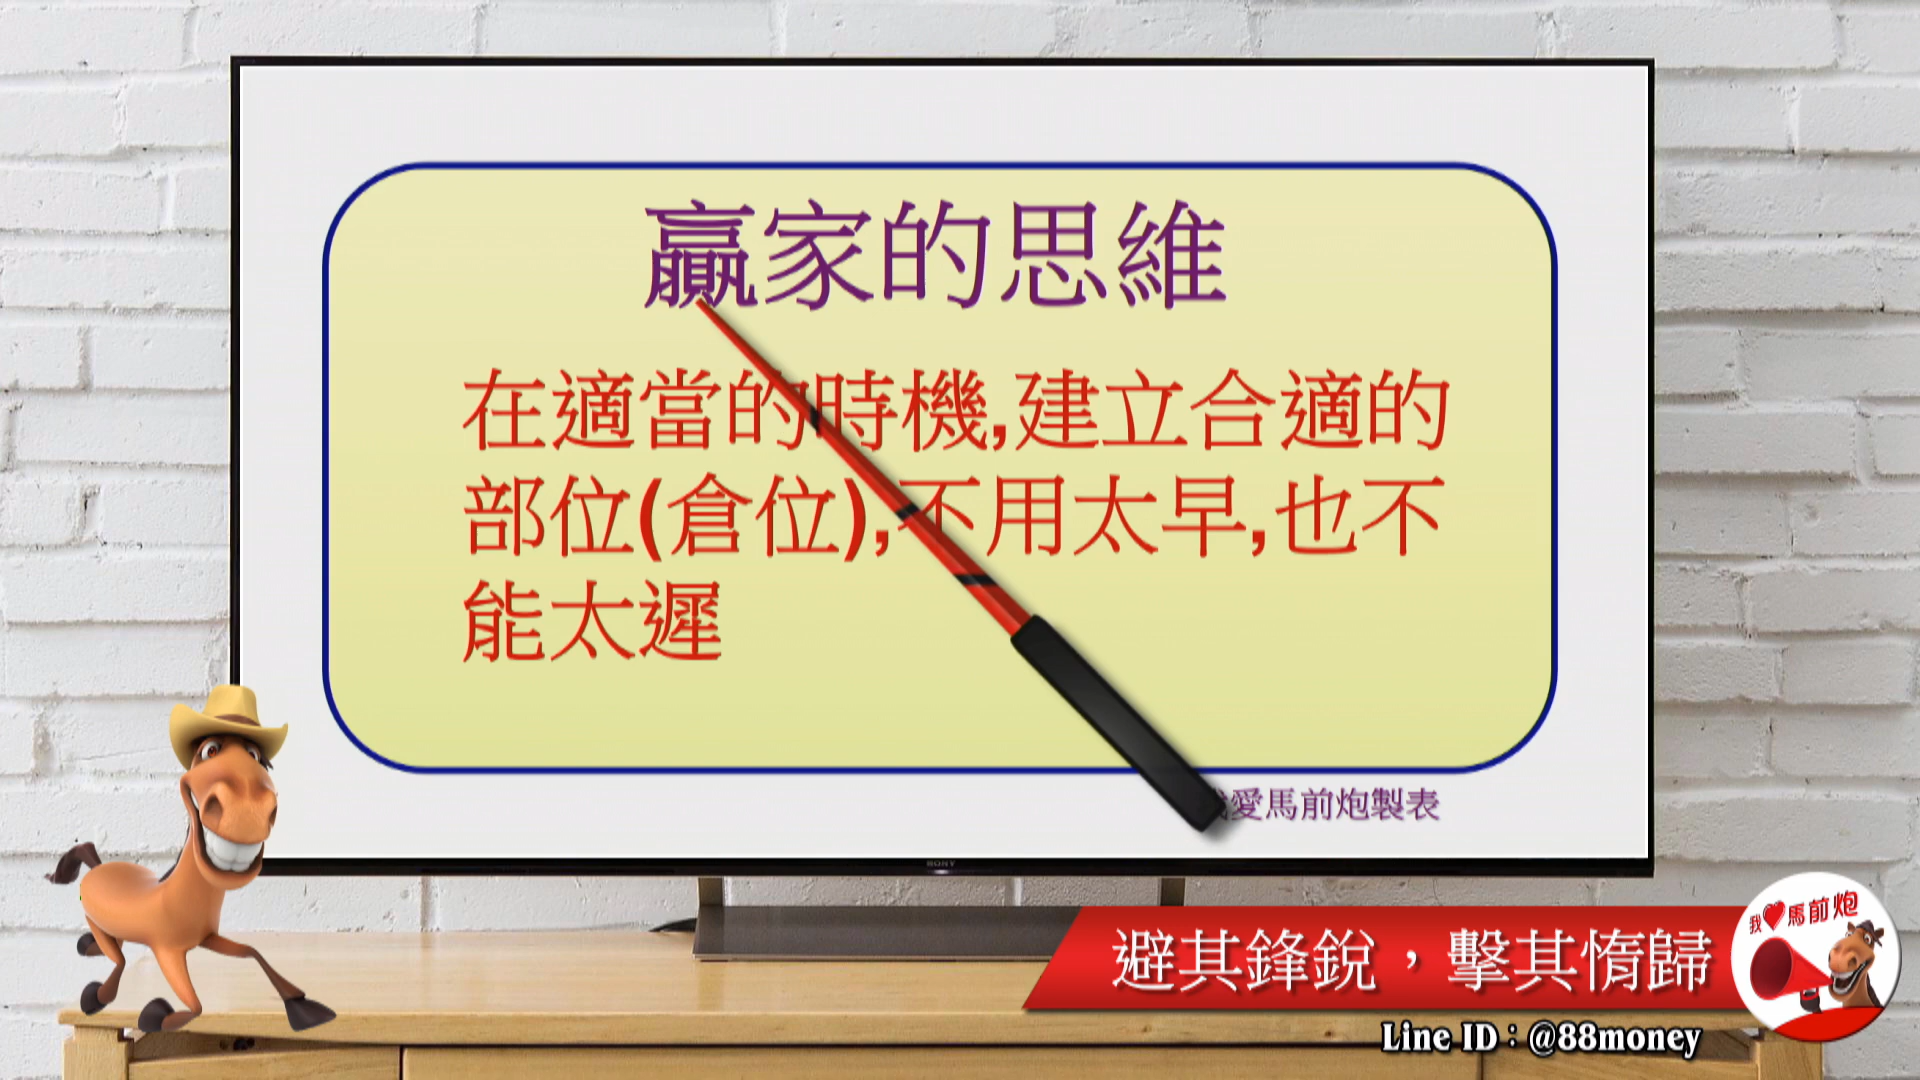 贏家的思維
在適當的時機,建立合適的
部位(倉位),不用太早,也不
能太遲
愛馬前炮製表
SONY
避其鋒銳，擊其惰歸
我 馬前炮
Line ID：@88money